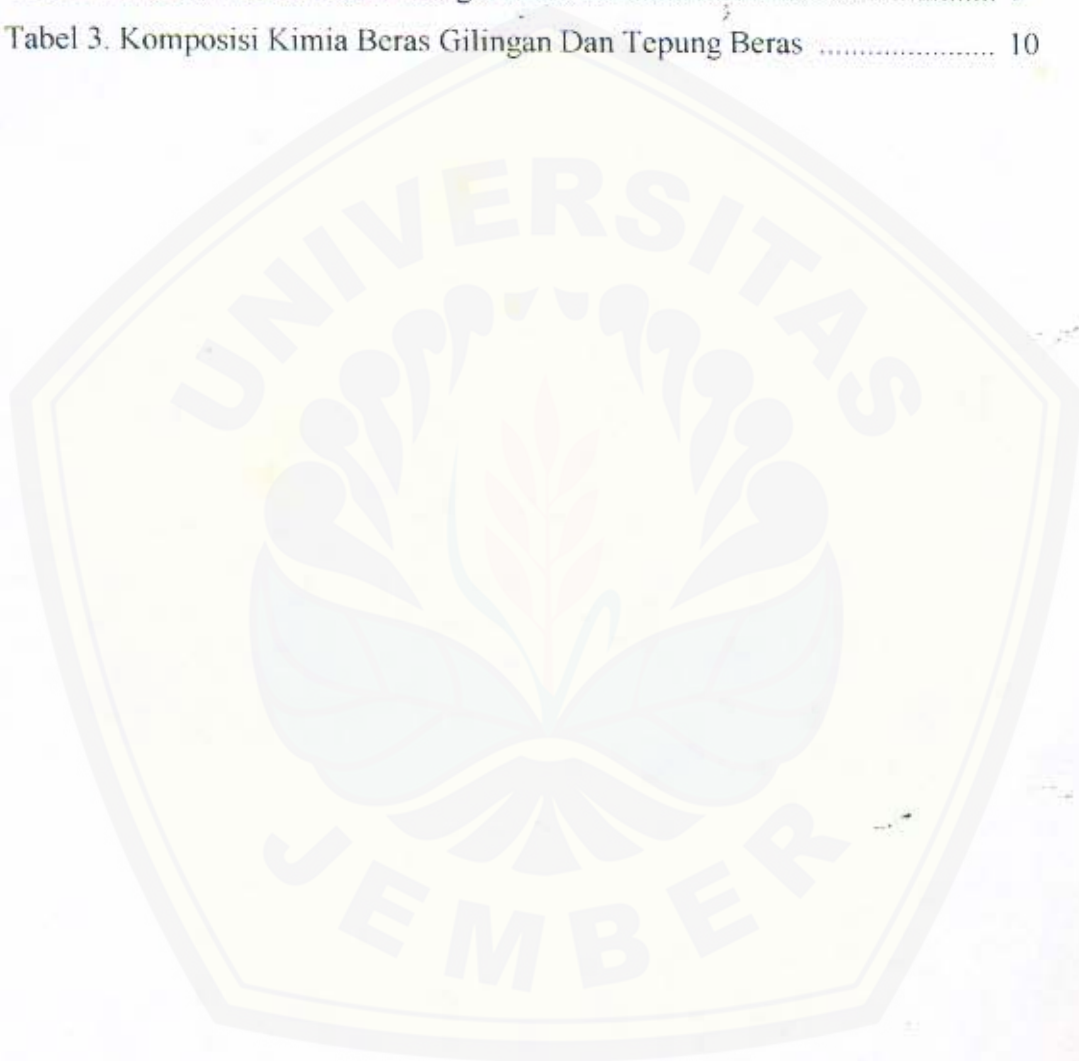 Tabel 3. Komposisi Kimia Beras Gilingan Dan Tepung Beras ..................... 10
UNIVERSITAS
JEMBER